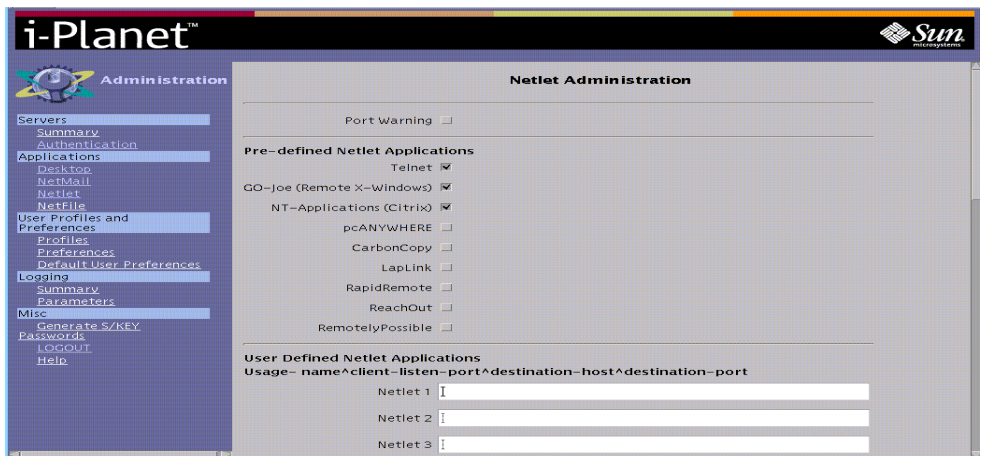 i-Planet™
Sun
microsystems
Administration
Servers
Summary
Authentication
Applications
Desktop
NetMail
Netlet
NetFile
User Profiles and
Preferences
Profiles
Preferences
Default User Preferences
Logging
Summary
Parameters
Misc
Generate S/KEY
Passwords
LOGOUT
Help
Netlet Administration
Port Warning
Pre-defined Netlet Applications
Telnet
GO-Joe (Remote X-Windows)
NT-Applications (Citrix)
pcANYWHERE
CarbonCopy
LapLink
RapidRemote
ReachOut
RemotelyPossible
User Defined Netlet Applications
Usage- name^client-listen-port^destination-host^destination-port
Netlet 1
Netlet 2
Netlet 3